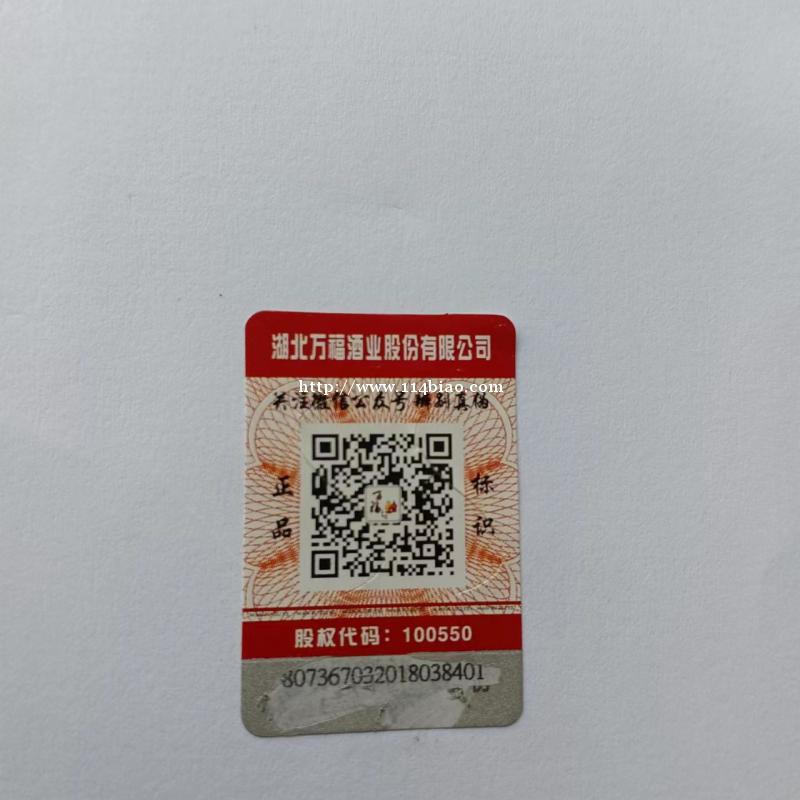 湖北万福酒业股份有限公司
http://www.114biao.com
关注微信公众号辨别真伪
正品
标识
股权代码：100550
807367032018038401